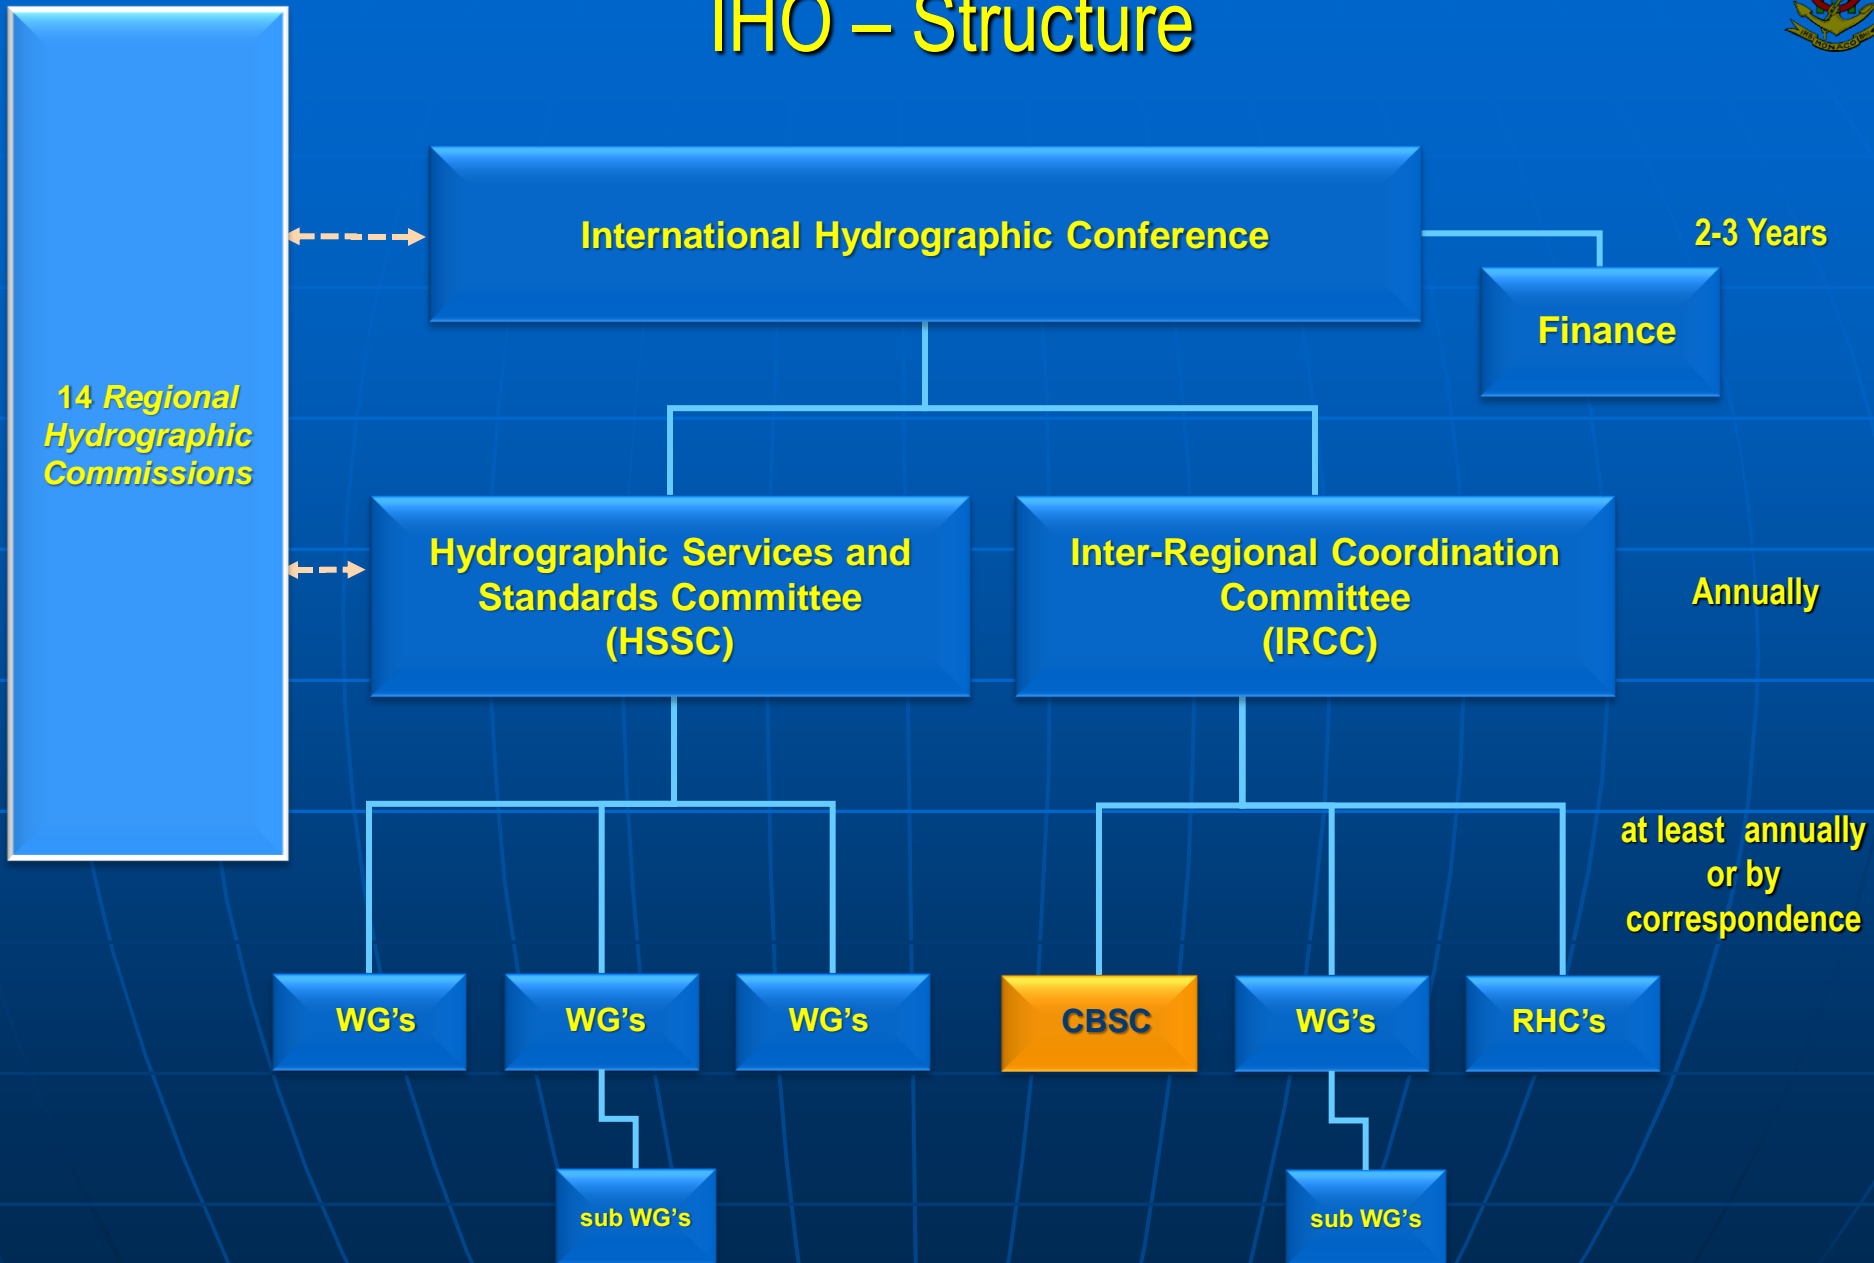 IHO – Structure
International Hydrographic Conference
2-3 Years
Finance
14 Regional
Hydrographic
Commissions
Hydrographic Services and
Standards Committee
(HSSC)
Inter-Regional Coordination
Committee
(IRCC)
Annually
at least annually
or by
correspondence
WG’s
WG’s
WG’s
CBSC
WG’s
RHC’s
sub WG’s
sub WG’s